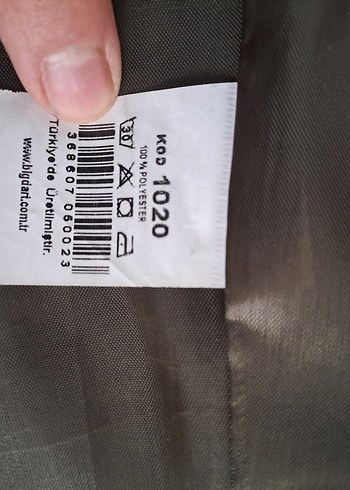 KOD 1020
100 % POLYESTER
30
368607 050023
Türkiye'de Üretilmiştir.
www.bigdart.com.tr